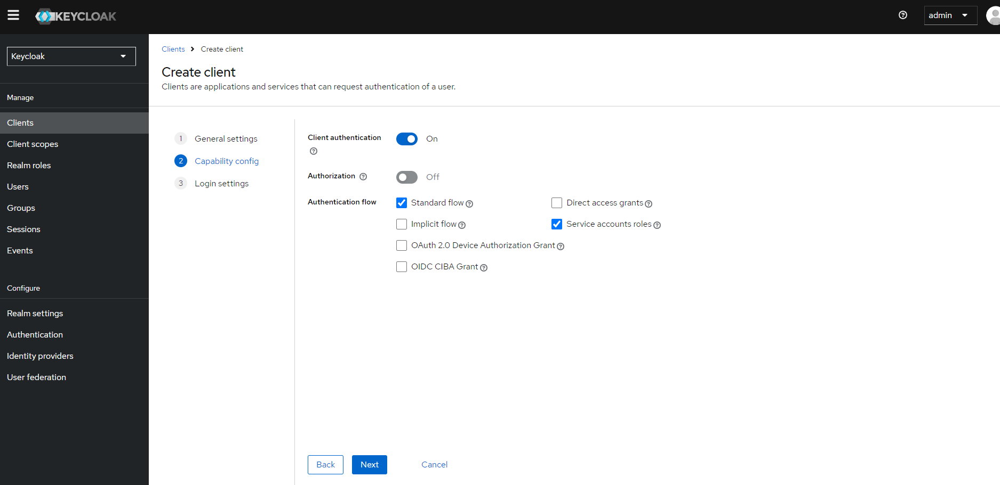 KEYCLOAK
admin
Keycloak
Manage
Clients
Client scopes
Realm roles
Users
Groups
Sessions
Events
Configure
Realm settings
Authentication
Identity providers
User federation
Clients Create client
Create client
Clients are applications and services that can request authentication of a user.
1 General settings
2 Capability config
3 Login settings
Client authentication On
Authorization Off
Authentication flow
Standard flow Direct access grants
Implicit flow Service accounts roles
OAuth 2.0 Device Authorization Grant
OIDC CIBA Grant
Back Next Cancel